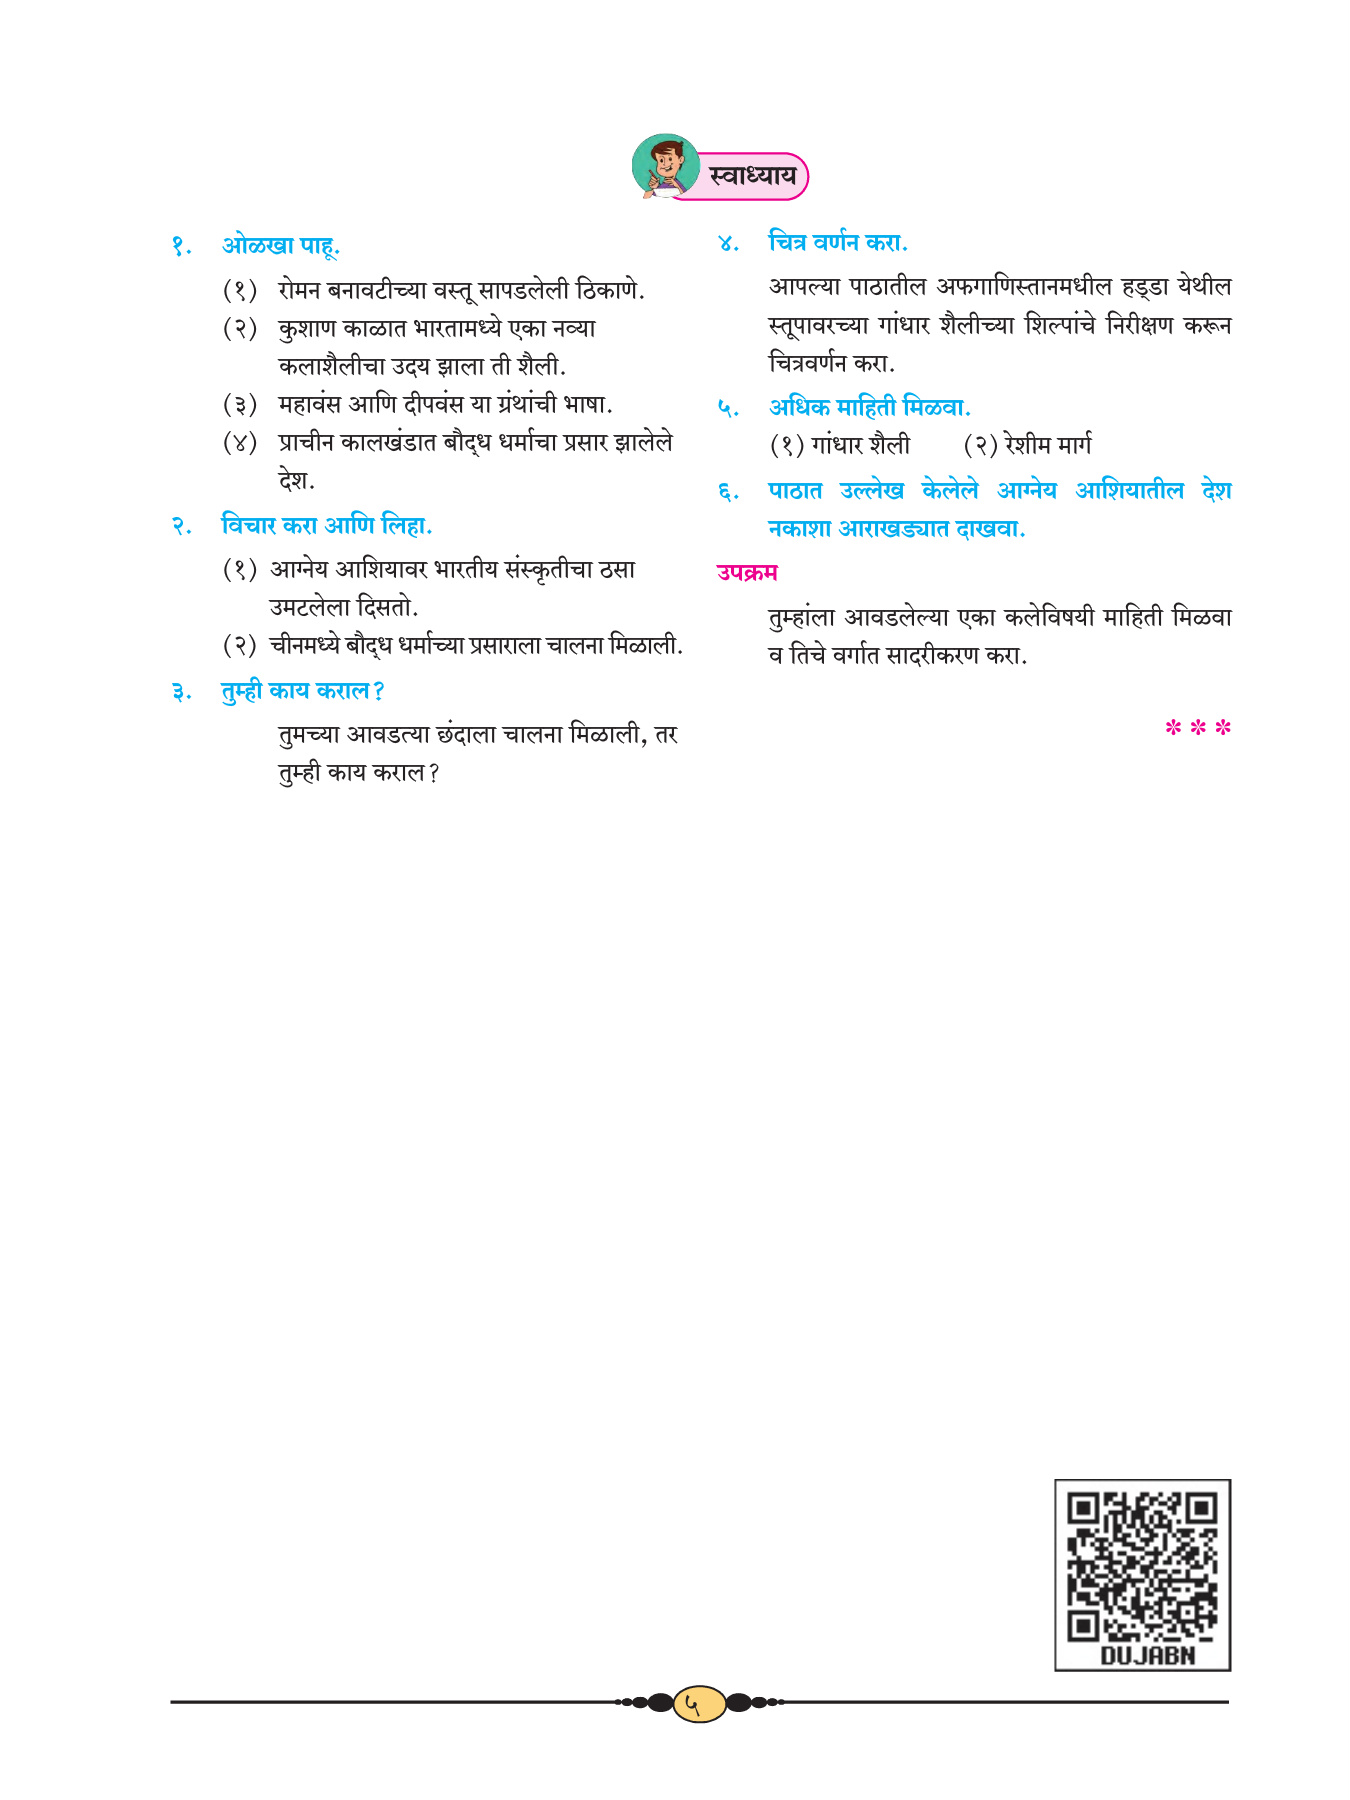 स्वाध्याय
१. ओळखा पाहू.
(१) रोमन बनावटीच्या वस्तू सापडलेली ठिकाणे.
(२) कुशाण काळात भारतामध्ये एका नव्या
कलाशैलीचा उदय झाला ती शैली.
(३) महावंस आणि दीपवंस या ग्रंथांची भाषा.
(४) प्राचीन कालखंडात बौद्ध धर्माचा प्रसार झालेले
देश.
२. विचार करा आणि लिहा.
(१) आग्नेय आशियावर भारतीय संस्कृतीचा ठसा
उमटलेला दिसतो.
(२) चीनमध्ये बौद्ध धर्माच्या प्रसाराला चालना मिळाली.
३. तुम्ही काय कराल?
तुमच्या आवडत्या छंदाला चालना मिळाली, तर
तुम्ही काय कराल?
४. चित्र वर्णन करा.
आपल्या पाठातील अफगाणिस्तानमधील हड्डा येथील
स्तूपावरच्या गांधार शैलीच्या शिल्पांचे निरीक्षण करून
चित्रवर्णन करा.
५. अधिक माहिती मिळवा.
(१) गांधार शैली (२) रेशीम मार्ग
६. पाठात उल्लेख केलेले आग्नेय आशियातील देश
नकाशा आराखड्यात दाखवा.
उपक्रम
तुम्हांला आवडलेल्या एका कलेविषयी माहिती मिळवा
व तिचे वर्गात सादरीकरण करा.
* * *
DUJABN
५